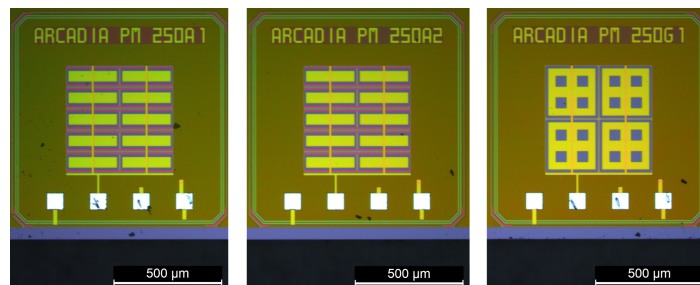 ARCADIA PM 250A1
ARCADIA PM 250A2
ARCADIA PM 250G1
500 µm
500 µm
500 µm